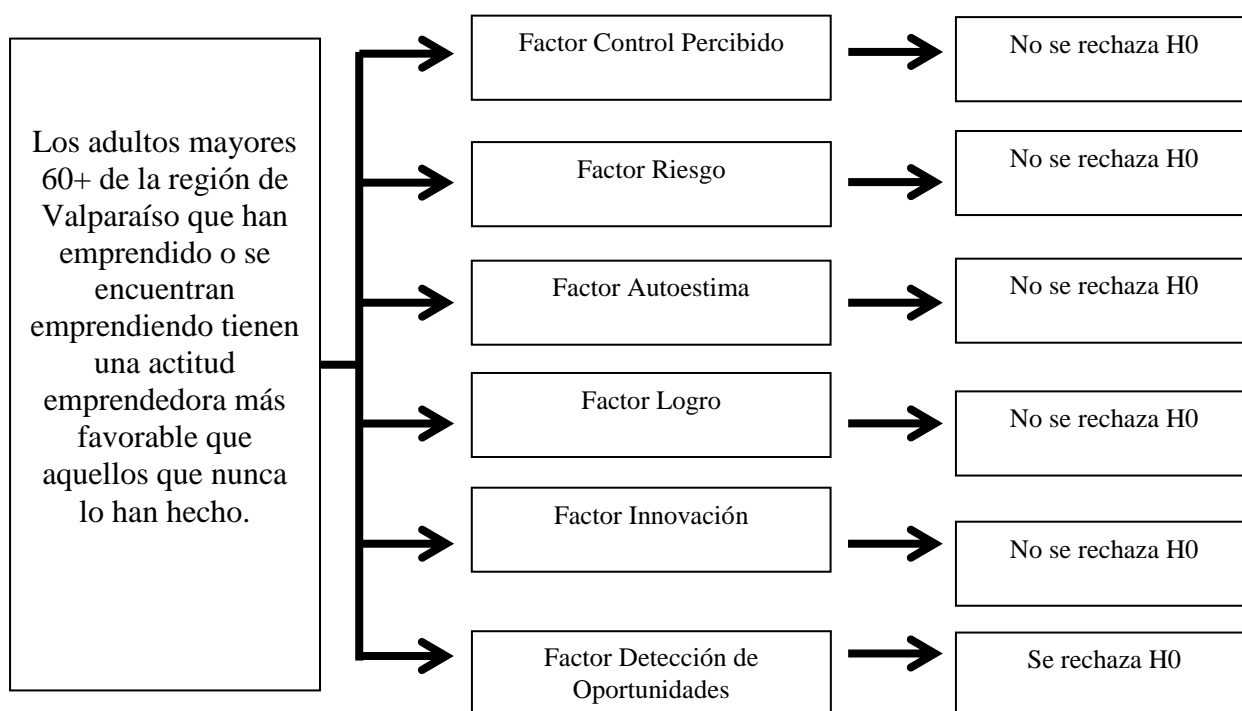 Los adultos mayores
60+ de la región de
Valparaíso que han
emprendido o se
encuentran
emprendiendo tienen
una actitud
emprendedora más
favorable que
aquellos que nunca
lo han hecho.
Factor Control Percibido
No se rechaza H0
Factor Riesgo
No se rechaza H0
Factor Autoestima
No se rechaza H0
Factor Logro
No se rechaza H0
Factor Innovación
No se rechaza H0
Factor Detección de
Oportunidades
Se rechaza H0